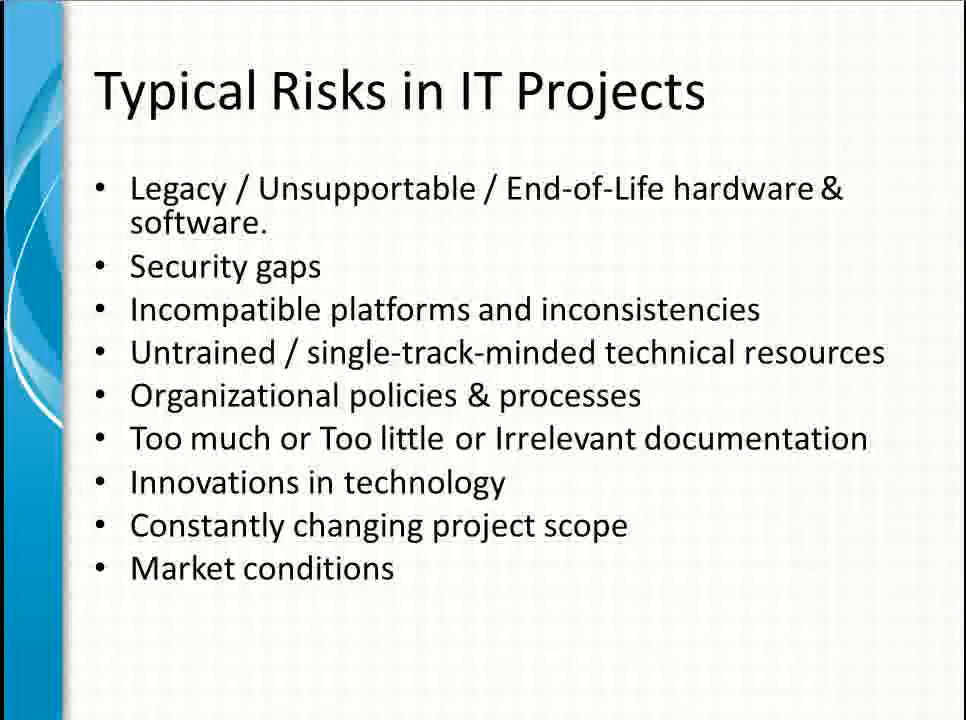 Typical Risks in IT Projects
• Legacy / Unsupportable / End-of-Life hardware &
software.
• Security gaps
• Incompatible platforms and inconsistencies
• Untrained / single-track-minded technical resources
• Organizational policies & processes
• Too much or Too little or Irrelevant documentation
• Innovations in technology
• Constantly changing project scope
• Market conditions